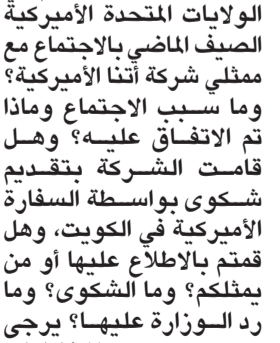 الولايات المتحدة الأميركية
الصيف الماضي بالاجتماع مع
ممثلي شركة أتنا الأميركية؟
وما سبب الاجتماع وماذا
تم الاتفاق عليه؟ وهل
قامت الشركة بتقديم
شكوى بواسطة السفارة
الأميركية في الكويت، وهل
قمتم بالاطلاع عليها أو من
يمثلكم؟ وما الشكوى؟ وما
رد الوزارة عليها؟ يرجى